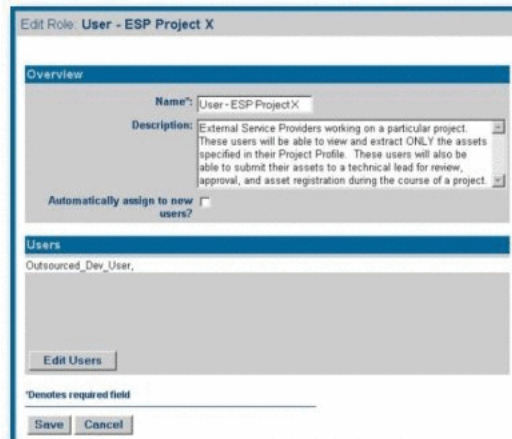 Edit Role: User - ESP Project X
Overview
Name*: User - ESP Project X
Description: External Service Providers working on a particular project.
These users will be able to view and extract ONLY the assets
specified in their Project Profile. These users will also be
able to submit their assets to a technical lead for review,
approval, and asset registration during the course of a project.
Automatically assign to new
users?
Users
Outsourced_Dev_User,
Edit Users
*Denotes required field
Save Cancel